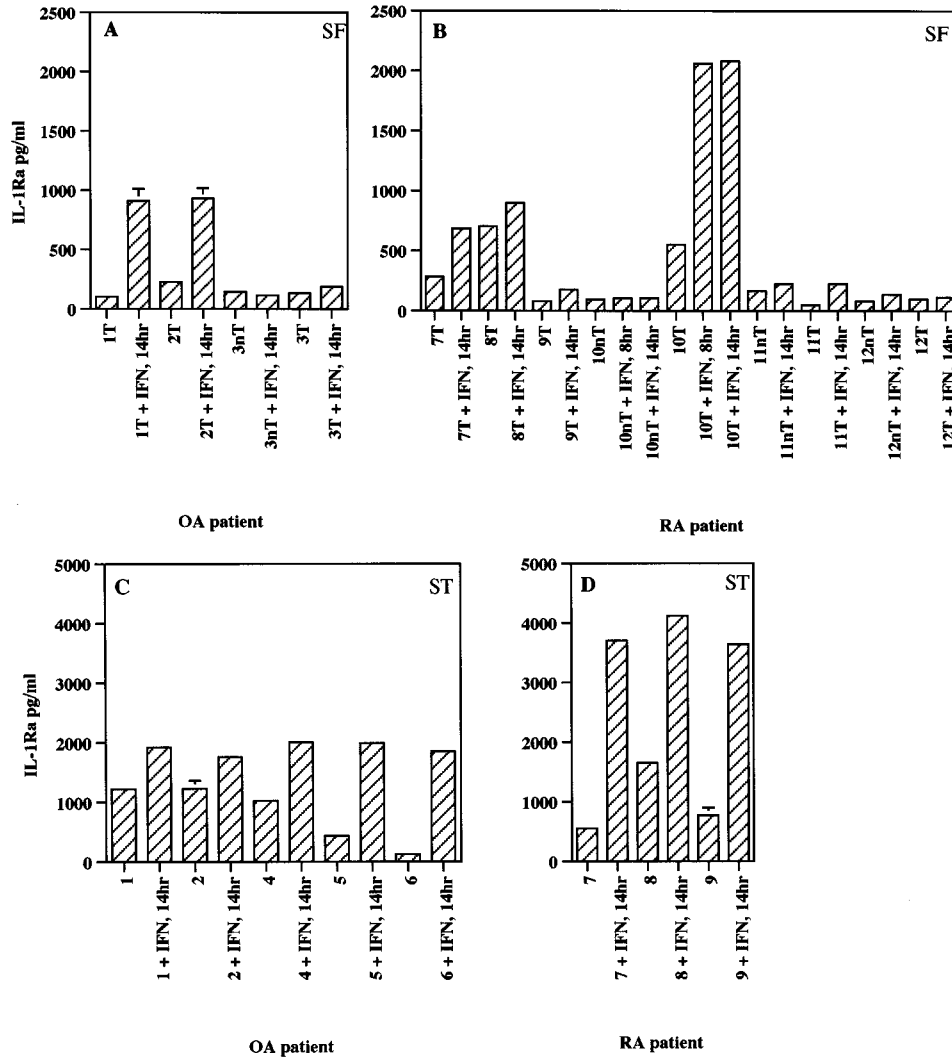 A
SF
2500
2000
1500
1000
500
0
IL-1Ra pg/ml
1T
1T + IFN, 14hr
2T
2T + IFN, 14hr
3nT
3nT + IFN, 14hr
3T
3T + IFN, 14hr
OA patient
B
SF
2500
2000
1500
1000
500
0
7T
7T + IFN, 14hr
8T
8T + IFN, 14hr
9T
9T + IFN, 14hr
10nT
10nT + IFN, 8hr
10nT + IFN, 14hr
10T
10T + IFN, 8hr
10T + IFN, 14hr
11nT
11nT + IFN, 14hr
11T
11T + IFN, 14hr
12nT
12nT + IFN, 14hr
12T
12T + IFN, 14hr
RA patient
C
ST
5000
4000
3000
2000
1000
0
IL-1Ra pg/ml
1
1 + IFN, 14hr
2
2 + IFN, 14hr
4
4 + IFN, 14hr
5
5 + IFN, 14hr
6
6 + IFN, 14hr
OA patient
D
ST
5000
4000
3000
2000
1000
0
7
7 + IFN, 14hr
8
8 + IFN, 14hr
9
9 + IFN, 14hr
RA patient